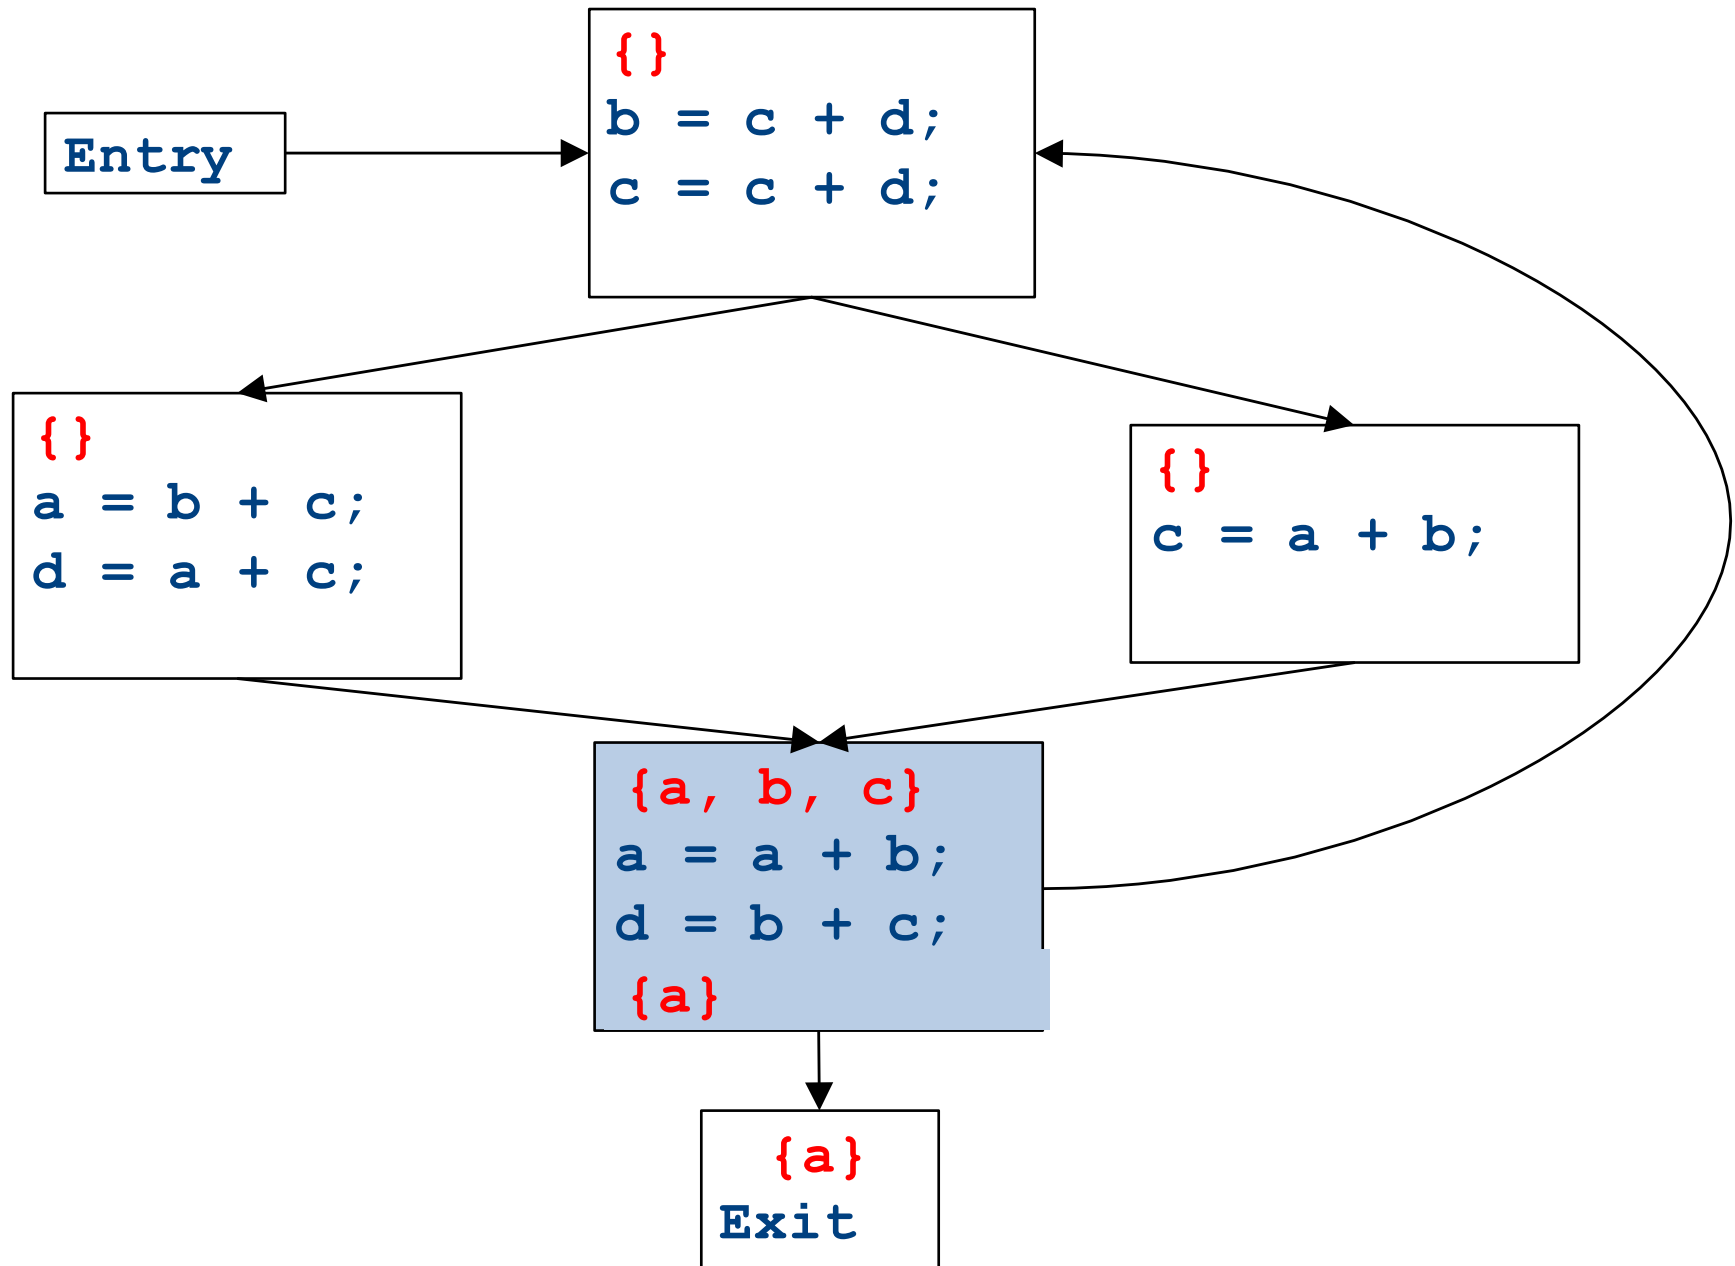 {}
b = c + d;
c = c + d;
Entry
{}
a = b + c;
d = a + c;
{}
c = a + b;
{a, b, c}
a = a + b;
d = b + c;
{a}
{a}
Exit